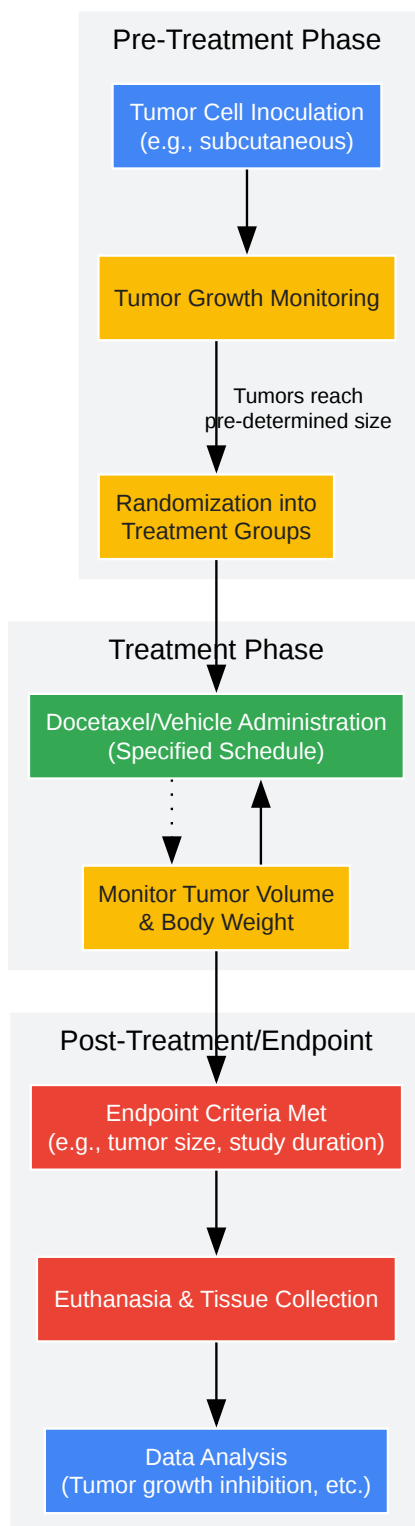 Pre-Treatment Phase
Tumor Cell Inoculation
(e.g., subcutaneous)
Tumor Growth Monitoring
Tumors reach
pre-determined size
Randomization into
Treatment Groups
Treatment Phase
Docetaxel/Vehicle Administration
(Specified Schedule)
Monitor Tumor Volume
& Body Weight
Post-Treatment/Endpoint
Endpoint Criteria Met
(e.g., tumor size, study duration)
Euthanasia & Tissue Collection
Data Analysis
(Tumor growth inhibition, etc.)